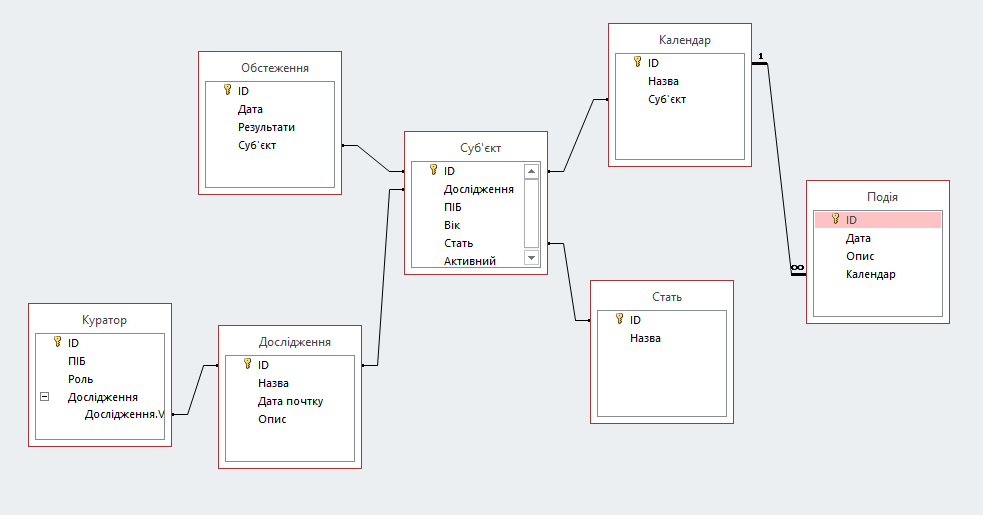 Обстеження
ID
Дата
Результати
Суб'єкт
Суб'єкт
ID
Дослідження
ПІБ
Вік
Стать
Активний
Календар
ID
Назва
Суб'єкт
1
∞
Подія
ID
Дата
Опис
Календар
Стать
ID
Назва
Куратор
ID
ПІБ
Роль
Дослідження
Дослідження.V
Дослідження
ID
Назва
Дата почтку
Опис